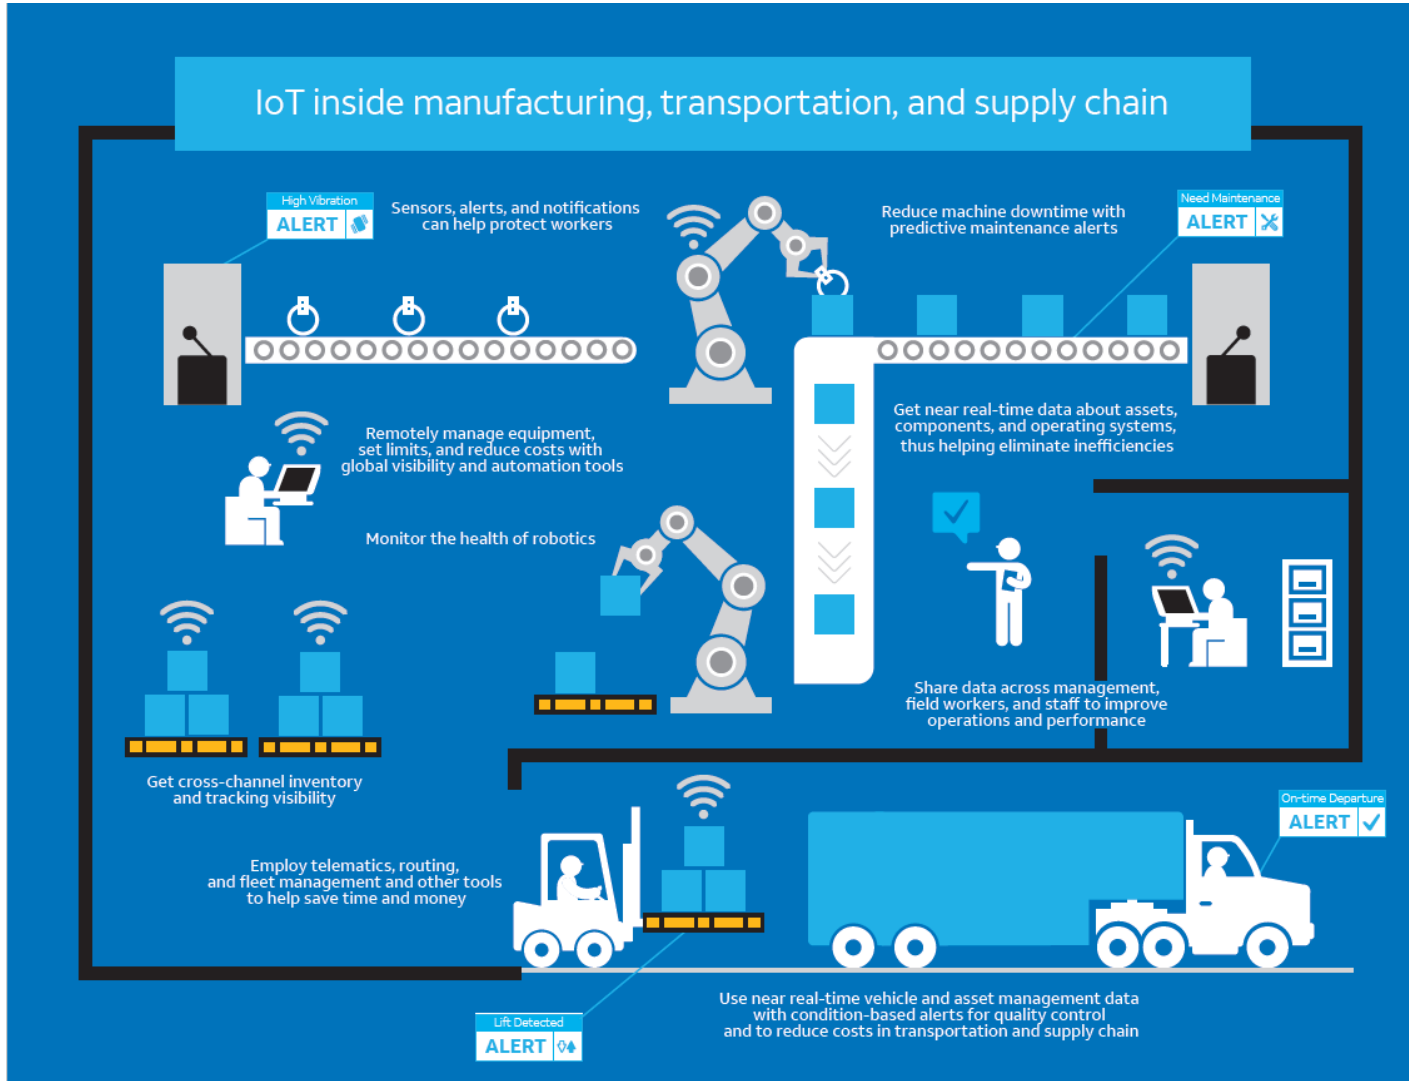 IoT inside manufacturing, transportation, and supply chain
High Vibration
ALERT
Sensors, alerts, and notifications
can help protect workers
Reduce machine downtime with
predictive maintenance alerts
Need Maintenance
ALERT
Remotely manage equipment,
set limits, and reduce costs with
global visibility and automation tools
Get near real-time data about assets,
components, and operating systems,
thus helping eliminate inefficiencies
Monitor the health of robotics
Share data across management,
field workers, and staff to improve
operations and performance
Get cross-channel inventory
and tracking visibility
On-time Departure
ALERT
Employ telematics, routing,
and fleet management and other tools
to help save time and money
Use near real-time vehicle and asset management data
with condition-based alerts for quality control
and to reduce costs in transportation and supply chain
Lift Detected
ALERT